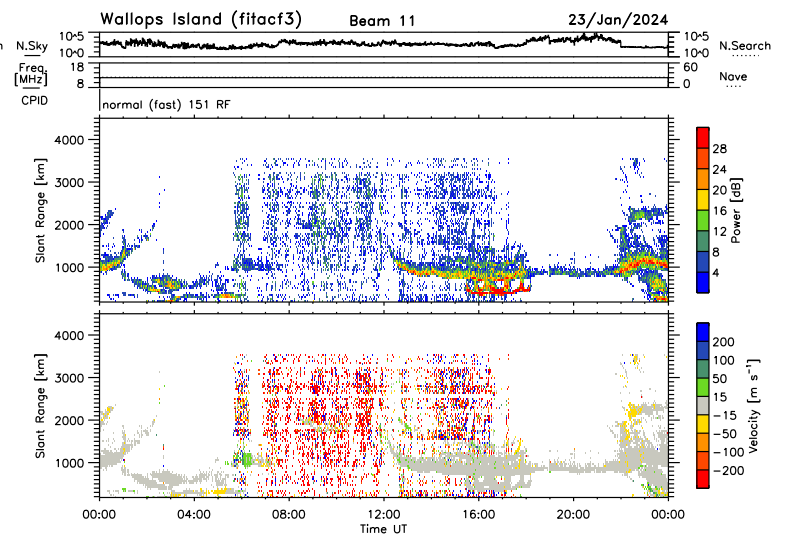 Wallops Island (fitacf3) Beam 11 23/Jan/2024
n N.Sky 10^5 10^0 10^5 10^0 N.Search
Freq. [MHz] 18 8 60 0 Nave
CPID normal (fast) 151 RF
Slant Range [km]
4000
3000
2000
1000
28
24
20
16
12
8
4
Power [dB]
Slant Range [km]
4000
3000
2000
1000
200
100
50
15
-15
-50
-100
-200
Velocity [m s⁻¹]
00:00 04:00 08:00 12:00 16:00 20:00 00:00
Time UT